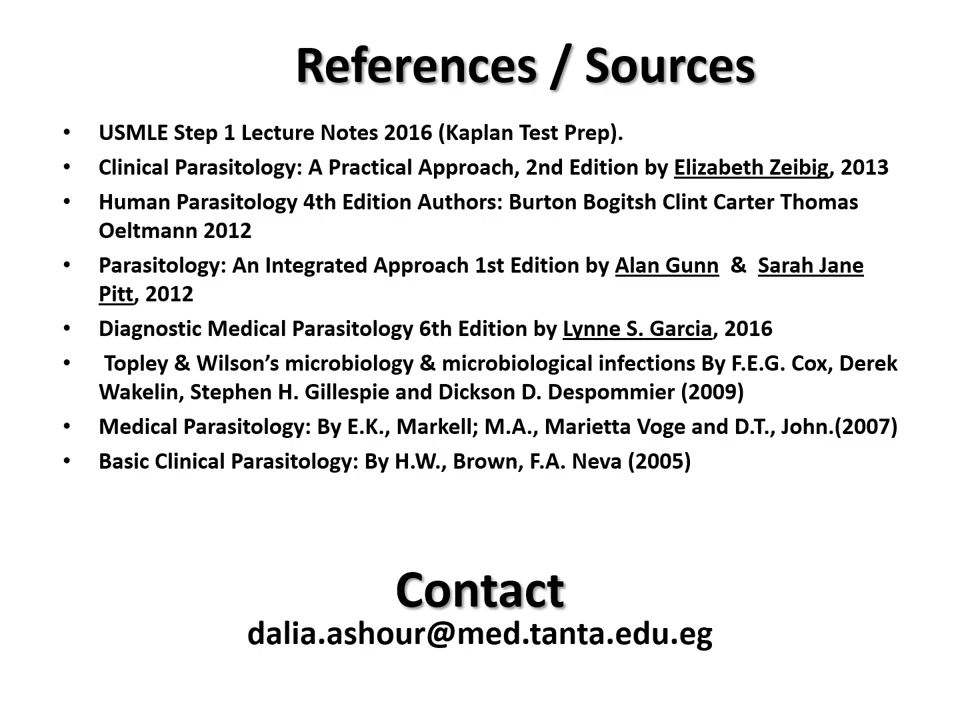 References / Sources
• USMLE Step 1 Lecture Notes 2016 (Kaplan Test Prep).
• Clinical Parasitology: A Practical Approach, 2nd Edition by Elizabeth Zeibig, 2013
• Human Parasitology 4th Edition Authors: Burton Bogitsh Clint Carter Thomas
Oeltmann 2012
• Parasitology: An Integrated Approach 1st Edition by Alan Gunn & Sarah Jane
Pitt, 2012
• Diagnostic Medical Parasitology 6th Edition by Lynne S. Garcia, 2016
• Topley & Wilson’s microbiology & microbiological infections By F.E.G. Cox, Derek
Wakelin, Stephen H. Gillespie and Dickson D. Despommier (2009)
• Medical Parasitology: By E.K., Markell; M.A., Marietta Voge and D.T., John.(2007)
• Basic Clinical Parasitology: By H.W., Brown, F.A. Neva (2005)
Contact
dalia.ashour@med.tanta.edu.eg